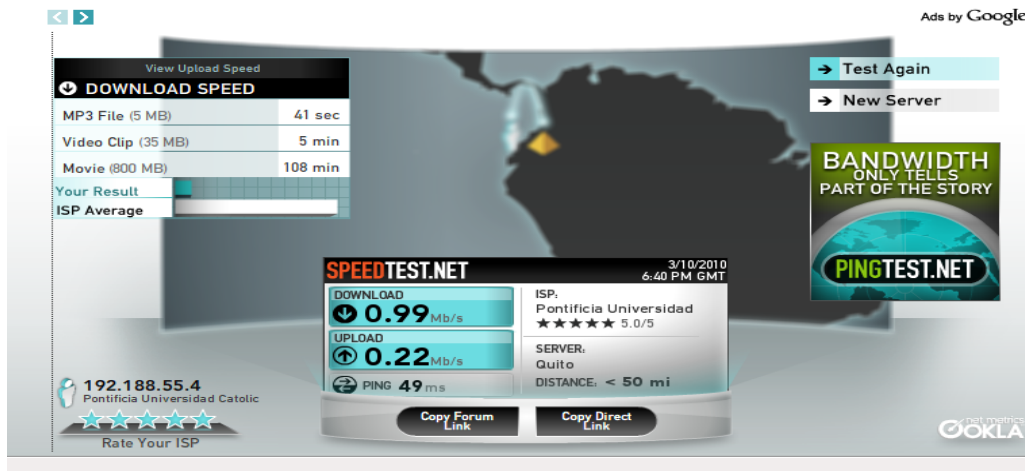 Ads by Google
View Upload Speed
DOWNLOAD SPEED
MP3 File (5 MB) 41 sec
Video Clip (35 MB) 5 min
Movie (800 MB) 108 min
Your Result
ISP Average
Test Again
New Server
BANDWIDTH
ONLY TELLS
PART OF THE STORY
PINGTEST.NET
SPEEDTEST.NET
3/10/2010
6:40 PM GMT
DOWNLOAD
0.99 Mb/s
UPLOAD
0.22 Mb/s
PING 49 ms
ISP:
Pontificia Universidad
★★★★★ 5.0/5
SERVER:
Quito
DISTANCE: < 50 mi
192.188.55.4
Pontificia Universidad Catolic
Rate Your ISP
Copy Forum
Link
Copy Direct
Link
net metrics
OOKLA